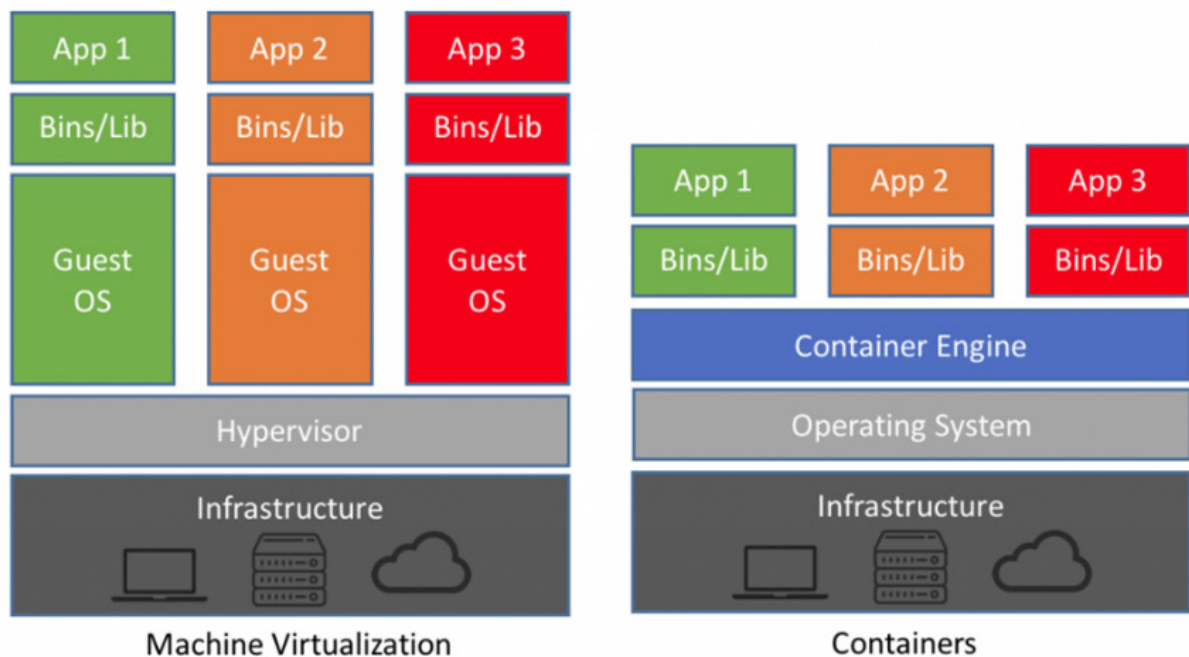 App 1
App 2
App 3
Bins/Lib
Bins/Lib
Bins/Lib
Guest
OS
Guest
OS
Guest
OS
Hypervisor
Infrastructure
Machine Virtualization
App 1
App 2
App 3
Bins/Lib
Bins/Lib
Bins/Lib
Container Engine
Operating System
Infrastructure
Containers